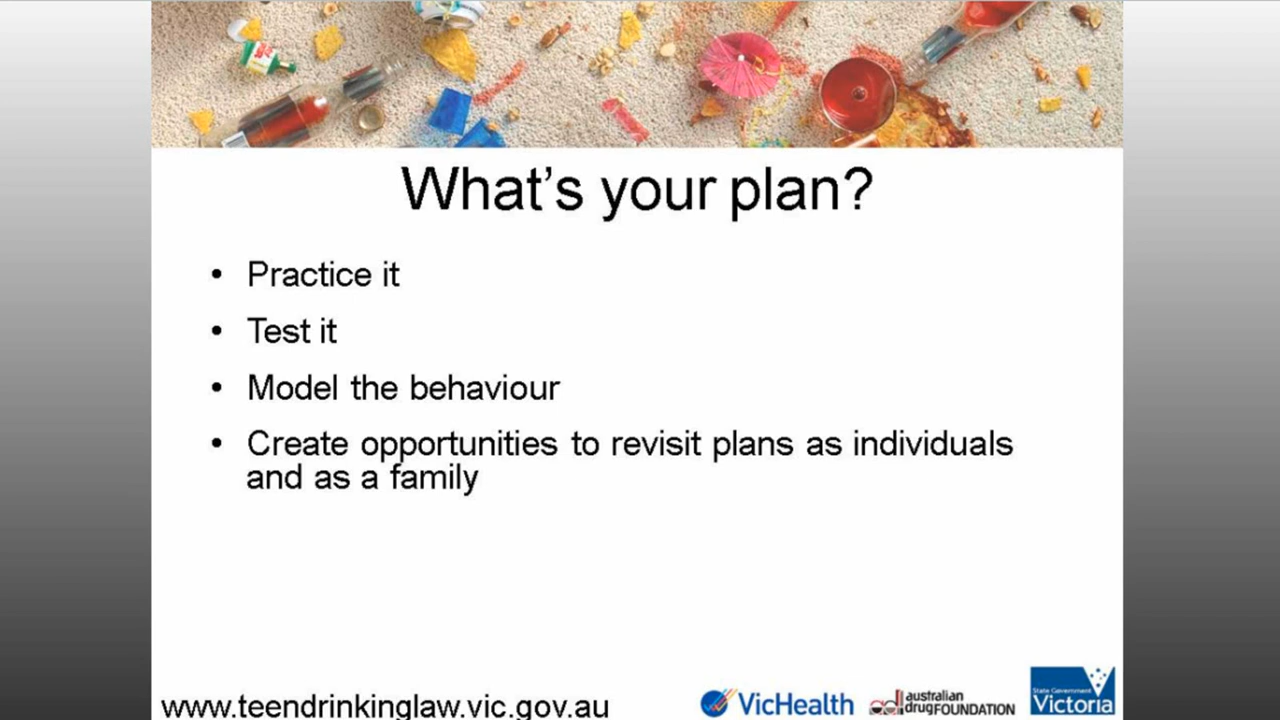 What's your plan?
• Practice it
• Test it
• Model the behaviour
• Create opportunities to revisit plans as individuals
and as a family
www.teendrinkinglaw.vic.gov.au
VicHealth
adf
australian
drugFOUNDATION
State Government
Victoria